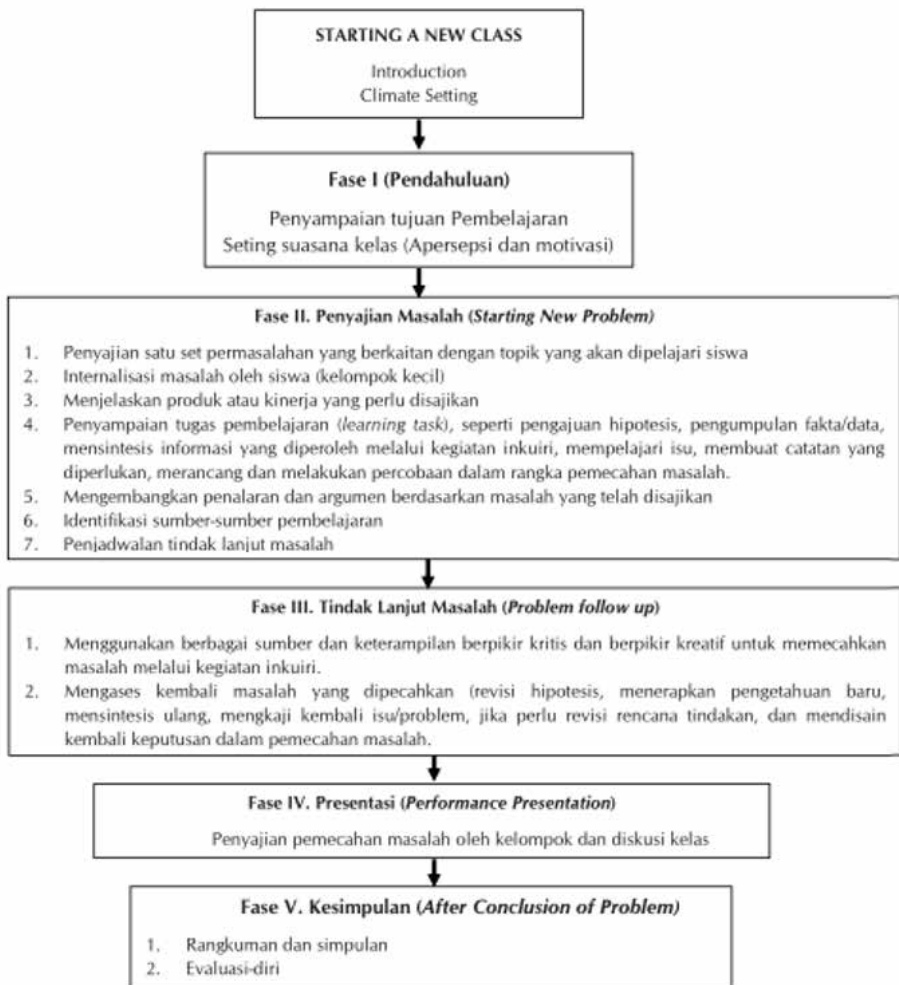 STARTING A NEW CLASS
Introduction
Climate Setting
Fase I (Pendahuluan)
Penyampaian tujuan Pembelajaran
Seting suasana kelas (Apersepsi dan motivasi)
Fase II. Penyajian Masalah (Starting New Problem)
1. Penyajian satu set permasalahan yang berkaitan dengan topik yang akan dipelajari siswa
2. Internalisasi masalah oleh siswa (kelompok kecil)
3. Menjelaskan produk atau kinerja yang perlu disajikan
4. Penyampaian tugas pembelajaran (learning task), seperti pengajuan hipotesis, pengumpulan fakta/data,
mensintesis informasi yang diperoleh melalui kegiatan inkuiri, mempelajari isu, membuat catatan yang
diperlukan, merancang dan melakukan percobaan dalam rangka pemecahan masalah.
5. Mengembangkan penalaran dan argumen berdasarkan masalah yang telah disajikan
6. Identifikasi sumber-sumber pembelajaran
7. Penjadwalan tindak lanjut masalah
Fase III. Tindak Lanjut Masalah (Problem follow up)
1. Menggunakan berbagai sumber dan keterampilan berpikir kritis dan berpikir kreatif untuk memecahkan
masalah melalui kegiatan inkuiri.
2. Mengases kembali masalah yang dipecahkan (revisi hipotesis, menerapkan pengetahuan baru,
mensintesis ulang, mengkaji kembali isu/problem, jika perlu revisi rencana tindakan, dan mendisain
kembali keputusan dalam pemecahan masalah.
Fase IV. Presentasi (Performance Presentation)
Penyajian pemecahan masalah oleh kelompok dan diskusi kelas
Fase V. Kesimpulan (After Conclusion of Problem)
1. Rangkuman dan simpulan
2. Evaluasi-diri